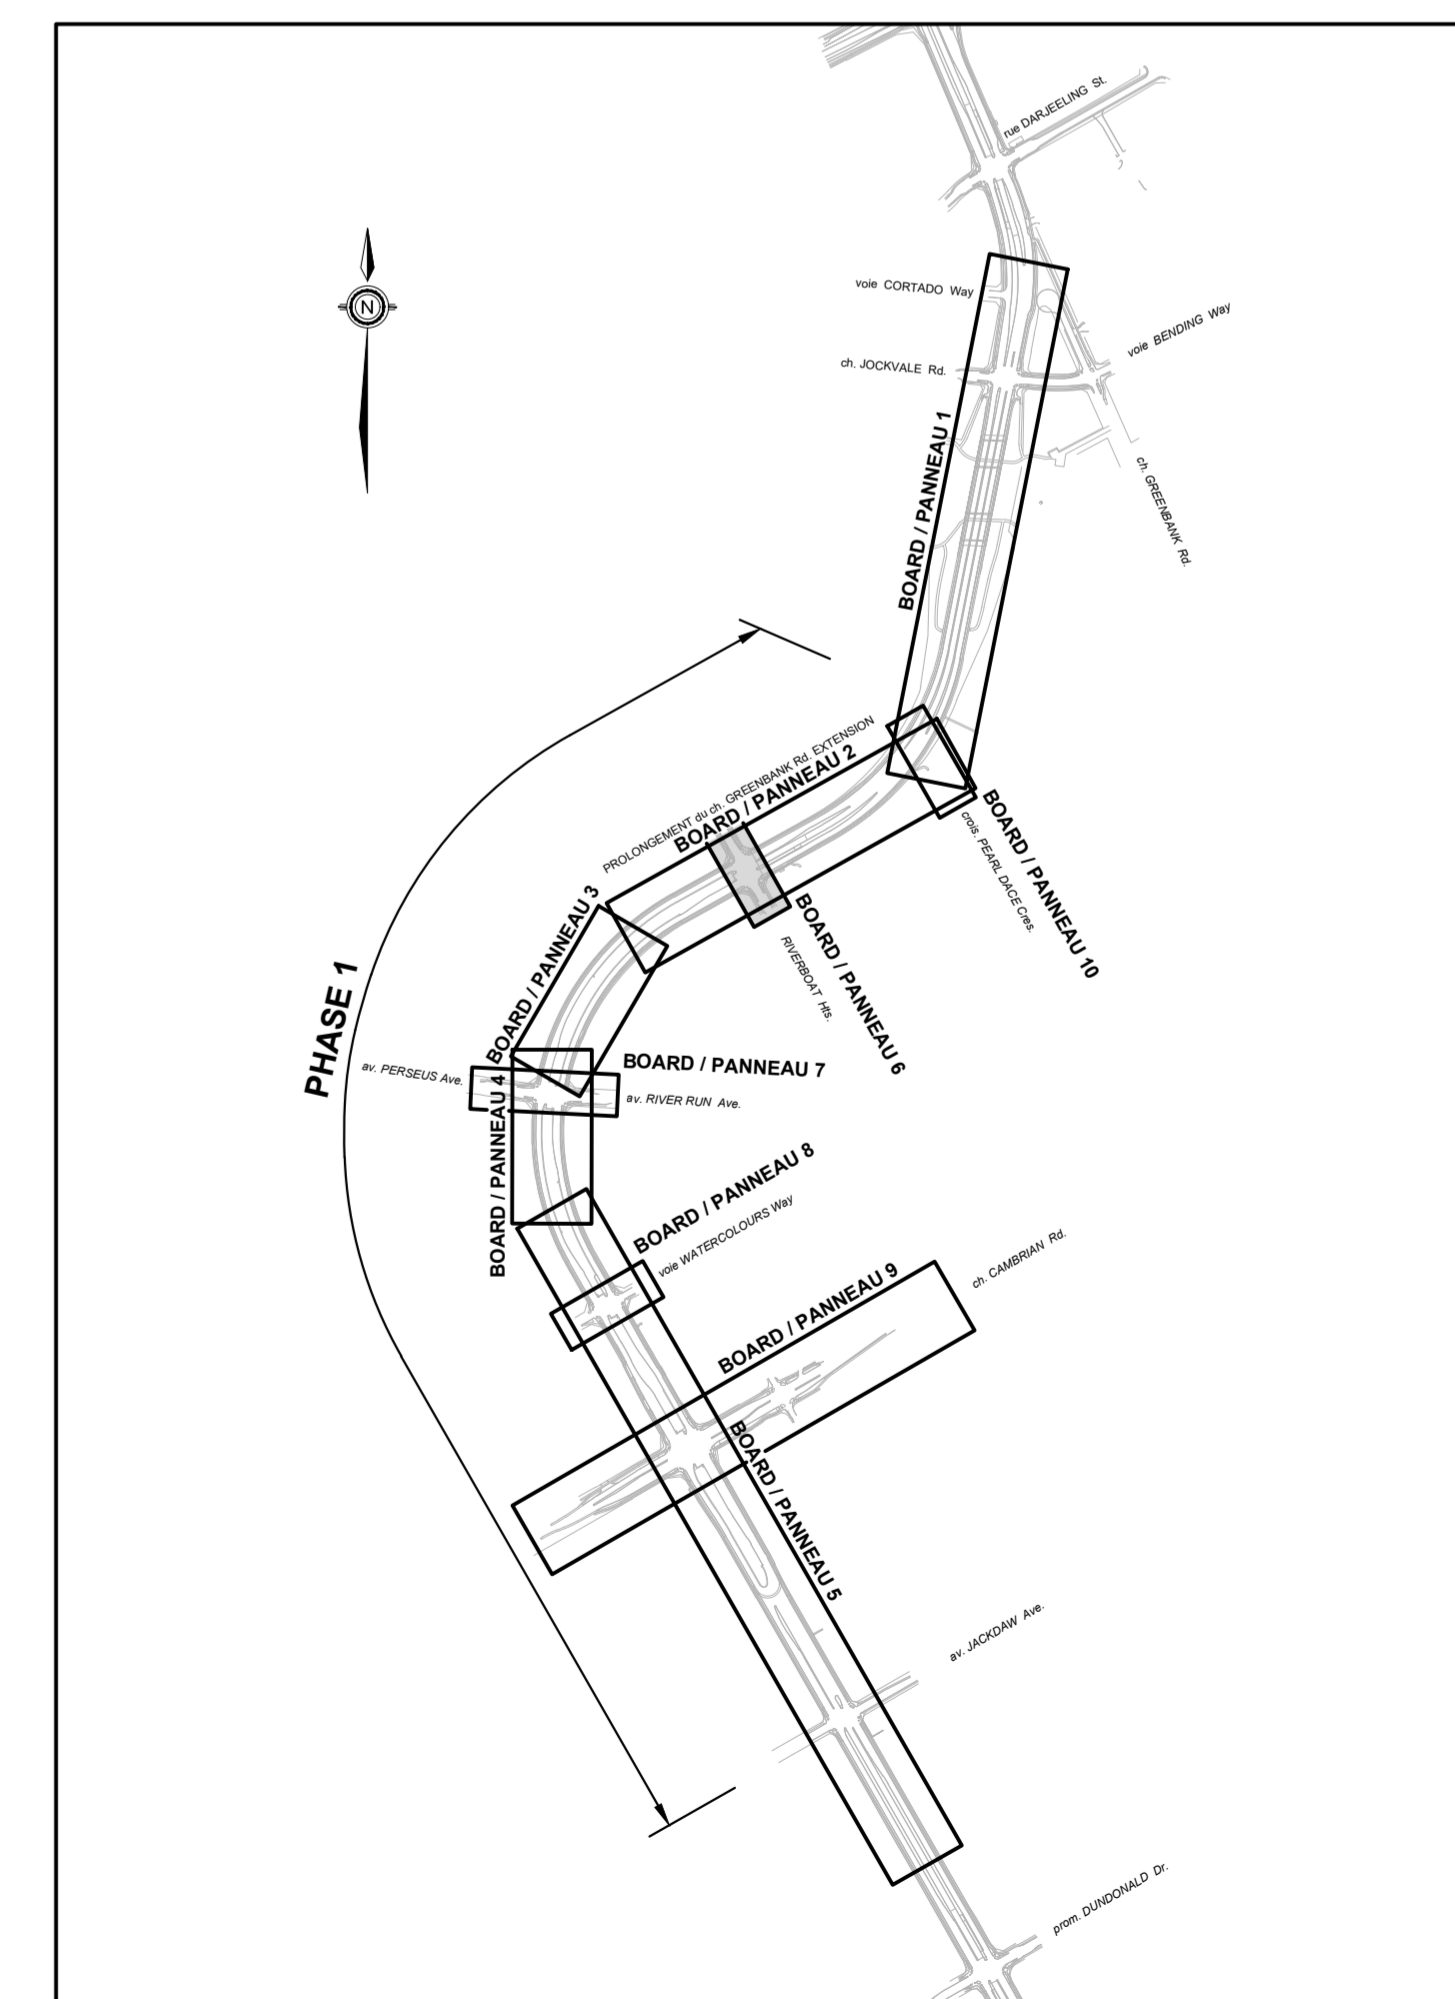 rue DARJEELING St.
N
voie CORTADO Way
voie BENDING Way
ch. JOCKVALE Rd.
BOARD / PANNEAU 1
ch. GREENBANK Rd.
PROLONGEMENT du ch. GREENBANK Rd. EXTENSION
BOARD / PANNEAU 2
BOARD / PANNEAU 10
crois. PEARL DACE Cres.
BOARD / PANNEAU 3
BOARD / PANNEAU 6
RIVERBOAT Hts.
PHASE 1
BOARD / PANNEAU 7
av. PERSEUS Ave.
av. RIVER RUN Ave.
BOARD / PANNEAU 4
BOARD / PANNEAU 8
voie WATERCOLOURS Way
BOARD / PANNEAU 9
ch. CAMBRIAN Rd.
BOARD / PANNEAU 5
av. JACKDAW Ave.
prom. DUNDONALD Dr.